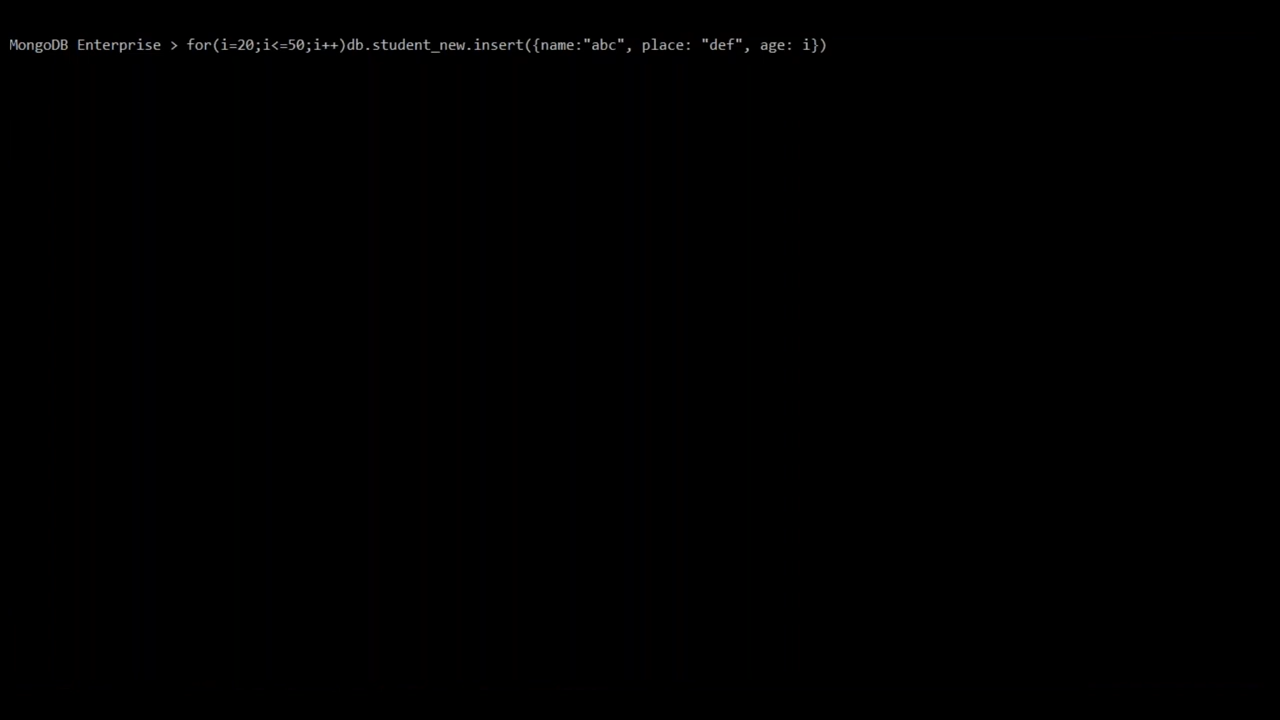 MongoDB Enterprise > for(i=20;i<=50;i++)db.student_new.insert({name:"abc", place: "def", age: i})